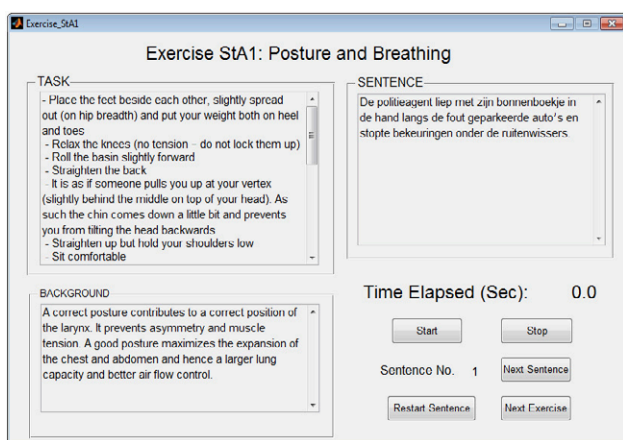 Exercise_StA1
Exercise StA1: Posture and Breathing
TASK
- Place the feet beside each other, slightly spread
out (on hip breadth) and put your weight both on heel
and toes
- Relax the knees (no tension - do not lock them up)
- Roll the basin slightly forward
- Straighten the back
- It is as if someone pulls you up at your vertex
(slightly behind the middle on top of your head). As
such the chin comes down a little bit and prevents
you from tilting the head backwards
- Straighten up but hold your shoulders low
- Sit comfortable
SENTENCE
De politieagent liep met zijn bonnenboekje in
de hand langs de fout geparkeerde auto's en
stopte bekeuringen onder de ruitenwissers.
BACKGROUND
A correct posture contributes to a correct position of
the larynx. It prevents asymmetry and muscle
tension. A good posture maximizes the expansion of
the chest and abdomen and hence a larger lung
capacity and better air flow control.
Time Elapsed (Sec): 0.0
Start Stop
Sentence No. 1 Next Sentence
Restart Sentence Next Exercise